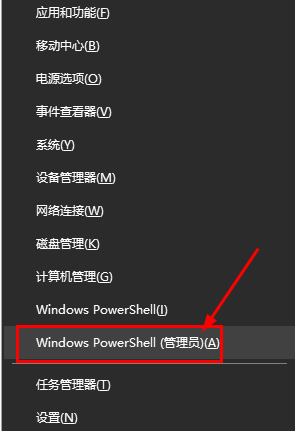 应用和功能(F)
移动中心(B)
电源选项(O)
事件查看器(V)
系统(Y)
设备管理器(M)
网络连接(W)
磁盘管理(K)
计算机管理(G)
Windows PowerShell(I)
Windows PowerShell (管理员)(A)
任务管理器(T)
设置(N)